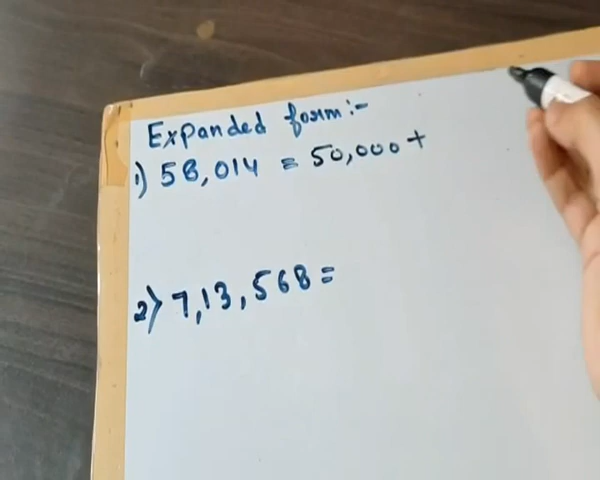 Expanded form:-
1) 58,014 = 50,000 +
2) 7,13,568 =